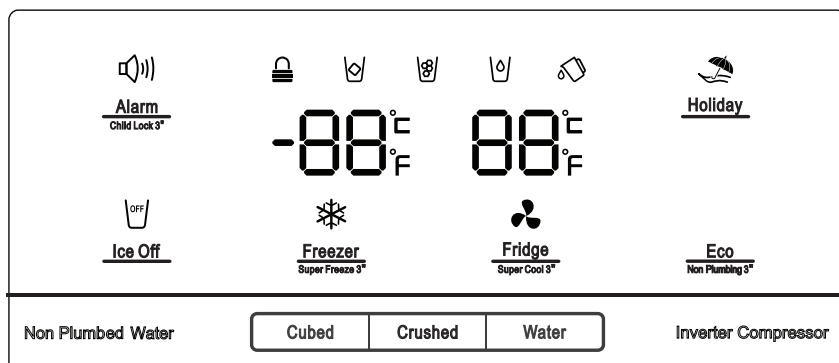 Alarm
Child Lock 3"
-88°C
°F
88°C
°F
Holiday
OFF
Ice Off
Freezer
Super Freeze 3"
Fridge
Super Cool 3"
Eco
Non Plumbing 3"
Non Plumbed Water
Cubed
Crushed
Water
Inverter Compressor